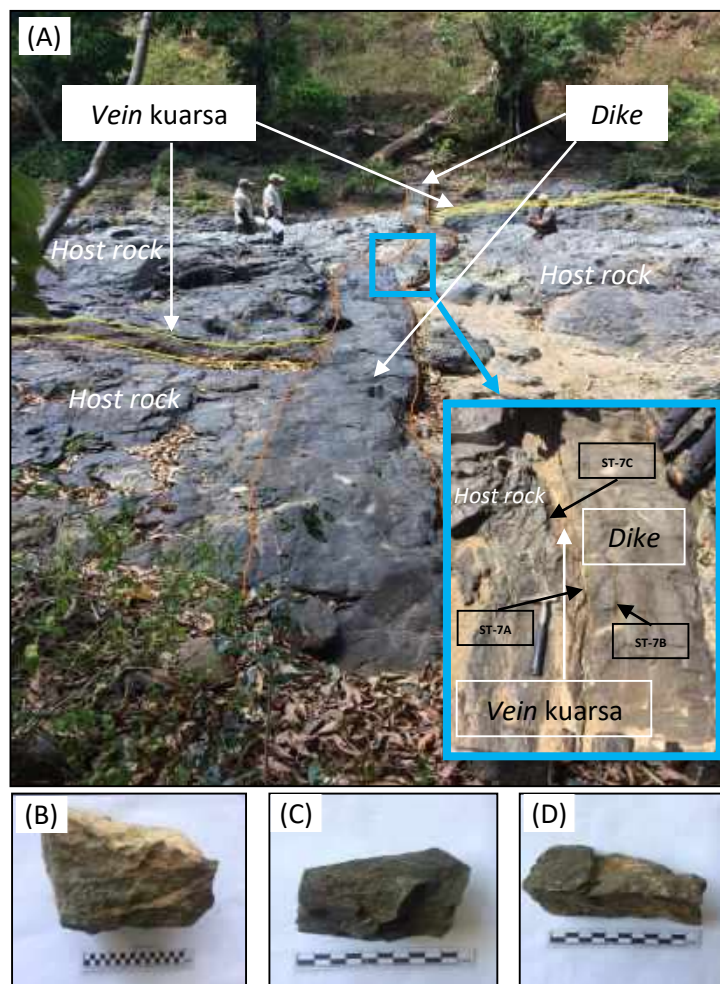 (A)
Vein kuarsa
Dike
Host rock
Host rock
Host rock
Host rock
ST-7C
Dike
ST-7A
ST-7B
Vein kuarsa
(B)
(C)
(D)